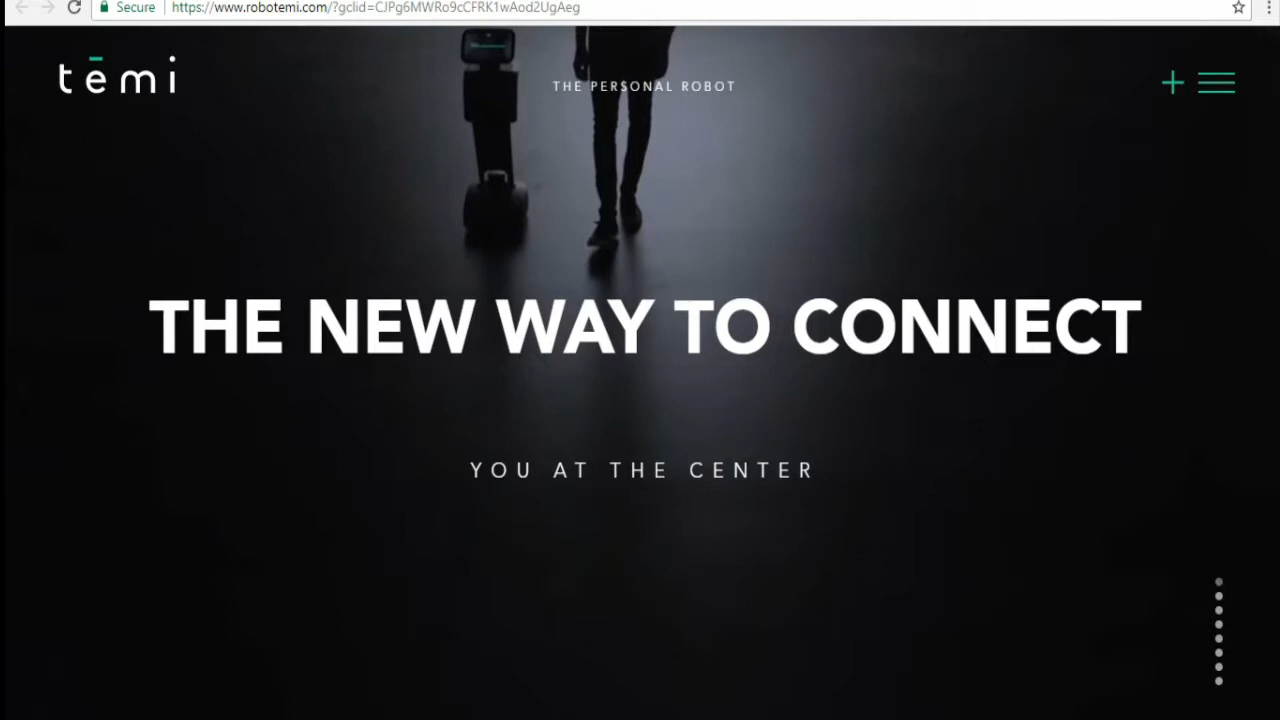 Secure
https://www.robotemi.com/?gclid=CJPg6MWRo9cCFRK1wAod2UgAeg
tēmi
THE PERSONAL ROBOT
THE NEW WAY TO CONNECT
YOU AT THE CENTER